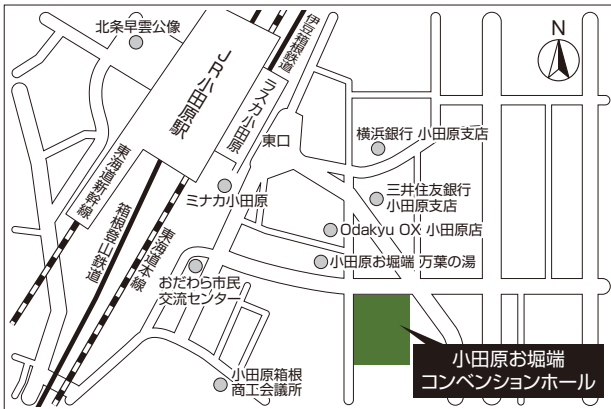 北条早雲公像
JR小田原駅
伊豆箱根鉄道
ラスカ小田原
東口
N
横浜銀行 小田原支店
三井住友銀行
小田原支店
ミナカ小田原
東海道新幹線
箱根登山鉄道
東海道本線
Odakyu OX 小田原店
小田原お堀端 万葉の湯
おだわら市民
交流センター
小田原箱根
商工会議所
小田原お堀端
コンベンションホール